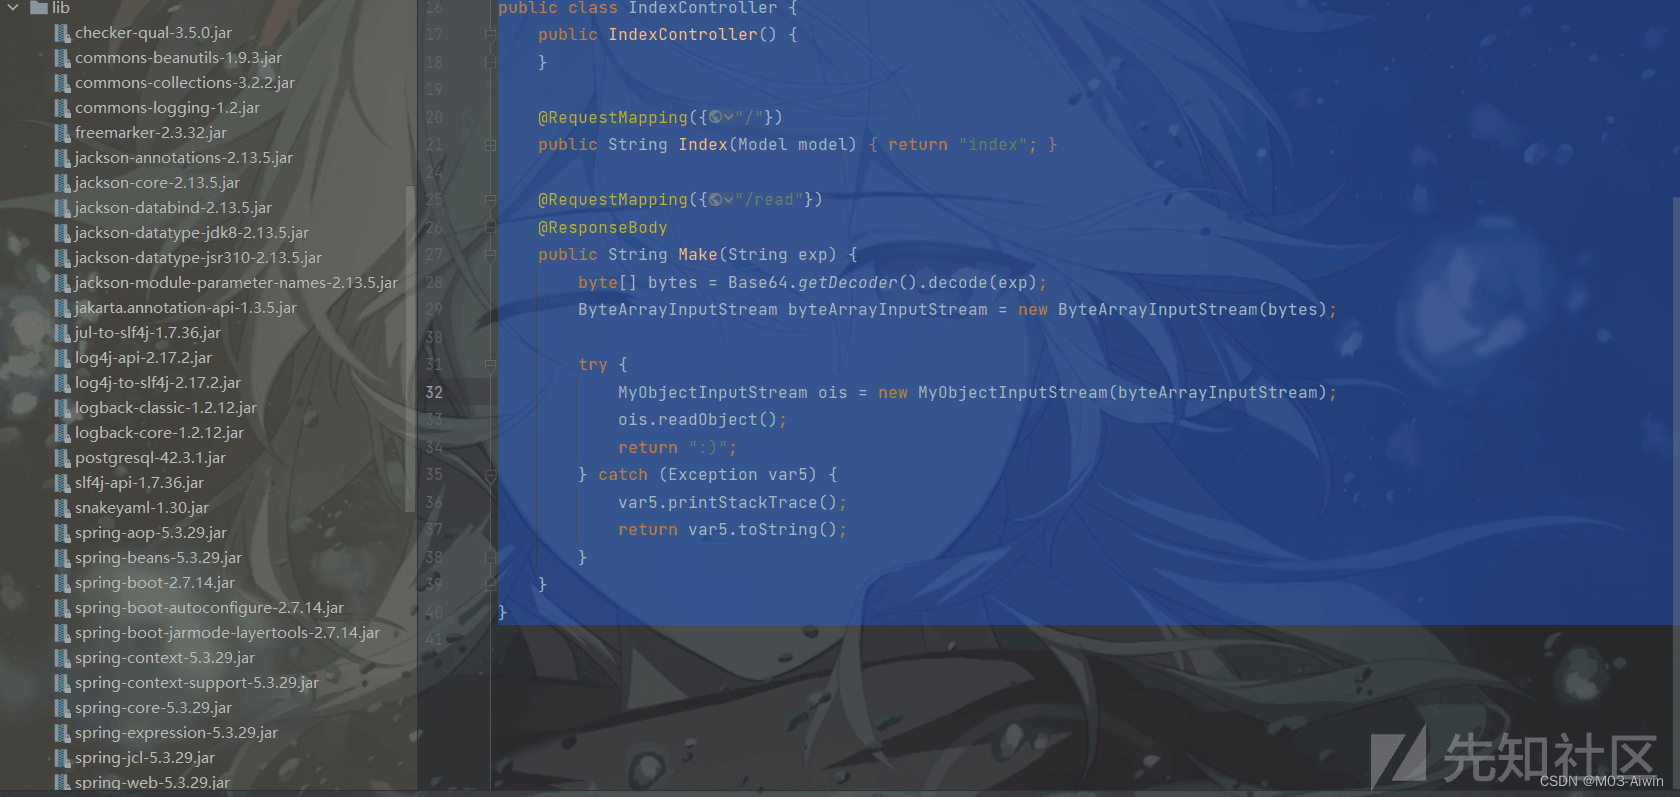 lib
checker-qual-3.5.0.jar
commons-beanutils-1.9.3.jar
commons-collections-3.2.2.jar
commons-logging-1.2.jar
freemarker-2.3.32.jar
jackson-annotations-2.13.5.jar
jackson-core-2.13.5.jar
jackson-databind-2.13.5.jar
jackson-datatype-jdk8-2.13.5.jar
jackson-datatype-jsr310-2.13.5.jar
jackson-module-parameter-names-2.13.5.jar
jakarta.annotation-api-1.3.5.jar
jul-to-slf4j-1.7.36.jar
log4j-api-2.17.2.jar
log4j-to-slf4j-2.17.2.jar
logback-classic-1.2.12.jar
logback-core-1.2.12.jar
postgresql-42.3.1.jar
slf4j-api-1.7.36.jar
snakeyaml-1.30.jar
spring-aop-5.3.29.jar
spring-beans-5.3.29.jar
spring-boot-2.7.14.jar
spring-boot-autoconfigure-2.7.14.jar
spring-boot-jarmode-layertools-2.7.14.jar
spring-context-5.3.29.jar
spring-context-support-5.3.29.jar
spring-core-5.3.29.jar
spring-expression-5.3.29.jar
spring-jcl-5.3.29.jar
spring-web-5.3.29.jar
16 public class IndexController {
17 public IndexController() {
18 }
19
20 @RequestMapping({"/"})
21 public String Index(Model model) { return "index"; }
24
25 @RequestMapping({"/read"})
26 @ResponseBody
27 public String Make(String exp) {
28 byte[] bytes = Base64.getDecoder().decode(exp);
29 ByteArrayInputStream byteArrayInputStream = new ByteArrayInputStream(bytes);
30
31 try {
32 MyObjectInputStream ois = new MyObjectInputStream(byteArrayInputStream);
33 ois.readObject();
34 return ":)";
35 } catch (Exception var5) {
36 var5.printStackTrace();
37 return var5.toString();
38 }
39 }
40 }
41
先知社区
CSDN @M03-Aiwin